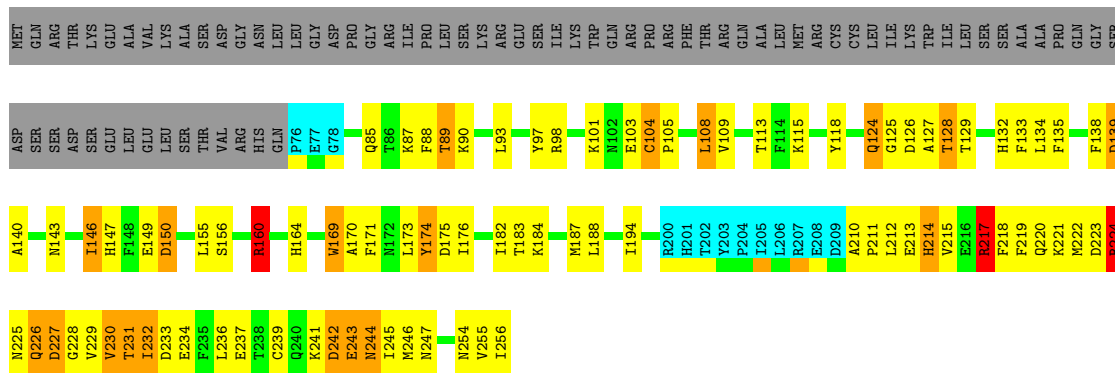 MET GLN ARG THR LYS GLU ALA VAL LYS ALA SER ASP GLY ASN LEU LEU GLY ASP PRO GLY ARG ILE PRO LEU SER LYS ARG GLU SER ILE LYS TRP GLN ARG PRO ARG PHE THR ARG GLN ALA LEU MET ARG CYS CYS LEU ILE LYS TRP ILE LEU SER SER ALA ALA PRO GLN GLY SER
ASP SER SER ASP SER GLU LEU GLU LEU SER THR VAL ARG HIS GLN P76 E77 G78 Q85 T86 K87 F88 T89 K90 L93 Y97 R98 K101 N102 E103 C104 P105 L108 V109 T113 F114 K115 Y118 Q124 G125 D126 A127 T128 T129 H132 F133 L134 F135 F138 D139
A140 N143 I146 H147 F148 E149 D150 L155 S156 R160 H164 W169 A170 F171 N172 L173 Y174 D175 I176 I182 T183 K184 M187 L188 I194 R200 H201 T202 Y203 P204 I205 L206 R207 E208 D209 A210 P211 L212 E213 H214 V215 E216 R217 F218 F219 Q220 K221 M222 D223
N225 Q226 D227 G228 V229 V230 T231 I232 D233 E234 F235 L236 E237 T238 C239 Q240 K241 D242 E243 N244 I245 M246 N247 N254 V255 I256